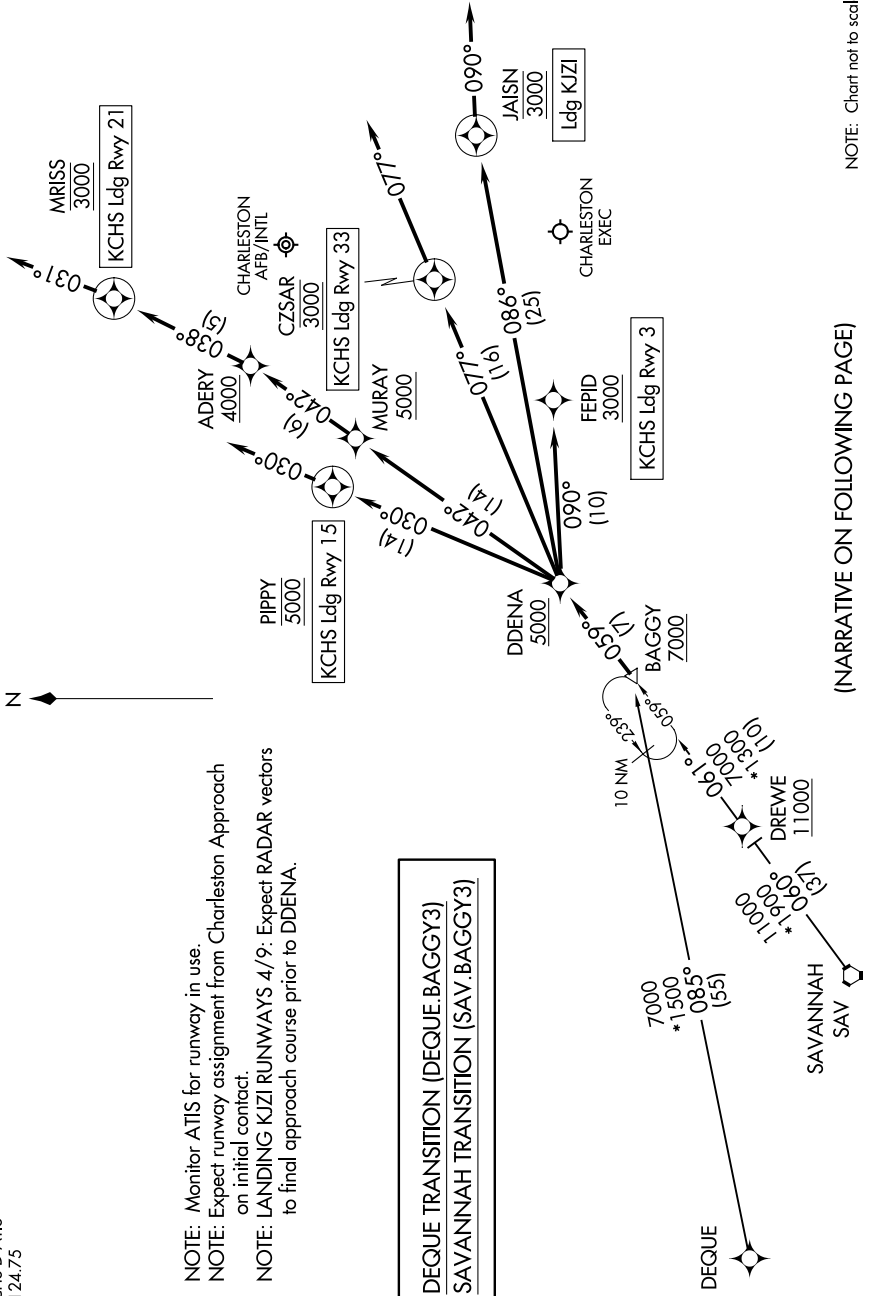 124.75
N
NOTE: Monitor ATIS for runway in use.
NOTE: Expect runway assignment from Charleston Approach
on initial contact.
NOTE: LANDING KJZI RUNWAYS 4/9: Expect RADAR vectors
to final approach course prior to DDENA.
DEQUE TRANSITION (DEQUE.BAGGY3)
SAVANNAH TRANSITION (SAV.BAGGY3)
MRISS
3000
KCHS Ldg Rwy 21
031°
038°
(5)
ADERY
4000
042°
(6)
MURAY
5000
042°
(14)
CHARLESTON
AFB/INTL
CZSAR
3000
KCHS Ldg Rwy 33
077°
077°
(16)
PIPPY
5000
KCHS Ldg Rwy 15
030°
030°
(14)
JAISN
3000
Ldg KJZI
090°
086°
(25)
CHARLESTON
EXEC
FEPID
3000
KCHS Ldg Rwy 3
090°
(10)
DDENA
5000
059°
(7)
BAGGY
7000
239°
059°
10 NM
061°
7000
*1300
(10)
DREWE
11000
11000
*1900
060°
(37)
SAVANNAH
SAV
7000
*1500
085°
(55)
DEQUE
(NARRATIVE ON FOLLOWING PAGE)
NOTE: Chart not to scal